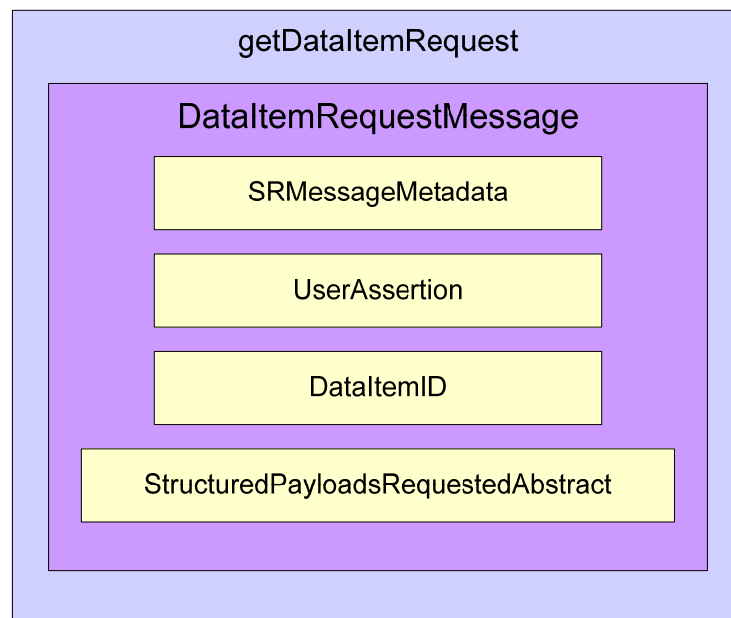 getDataItemRequest
DataItemRequestMessage
SRMessageMetadata
UserAssertion
DataItemID
StructuredPayloadsRequestedAbstract